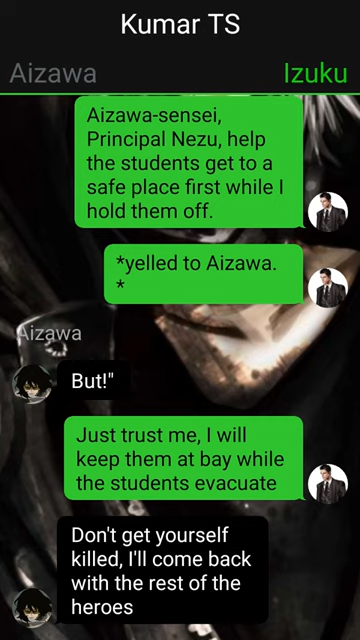 Kumar TS
Aizawa Izuku
Aizawa-sensei,
Principal Nezu, help
the students get to a
safe place first while I
hold them off.
*yelled to Aizawa.
*
Aizawa
But!"
Just trust me, I will
keep them at bay while
the students evacuate
Don't get yourself
killed, I'll come back
with the rest of the
heroes